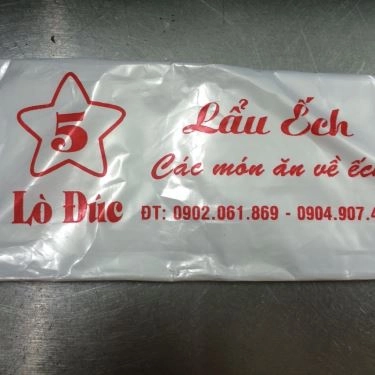 5
Lò Đúc
Lẩu Ếch
Các món ăn về
ĐT: 0902.061.869 - 0904.907.4